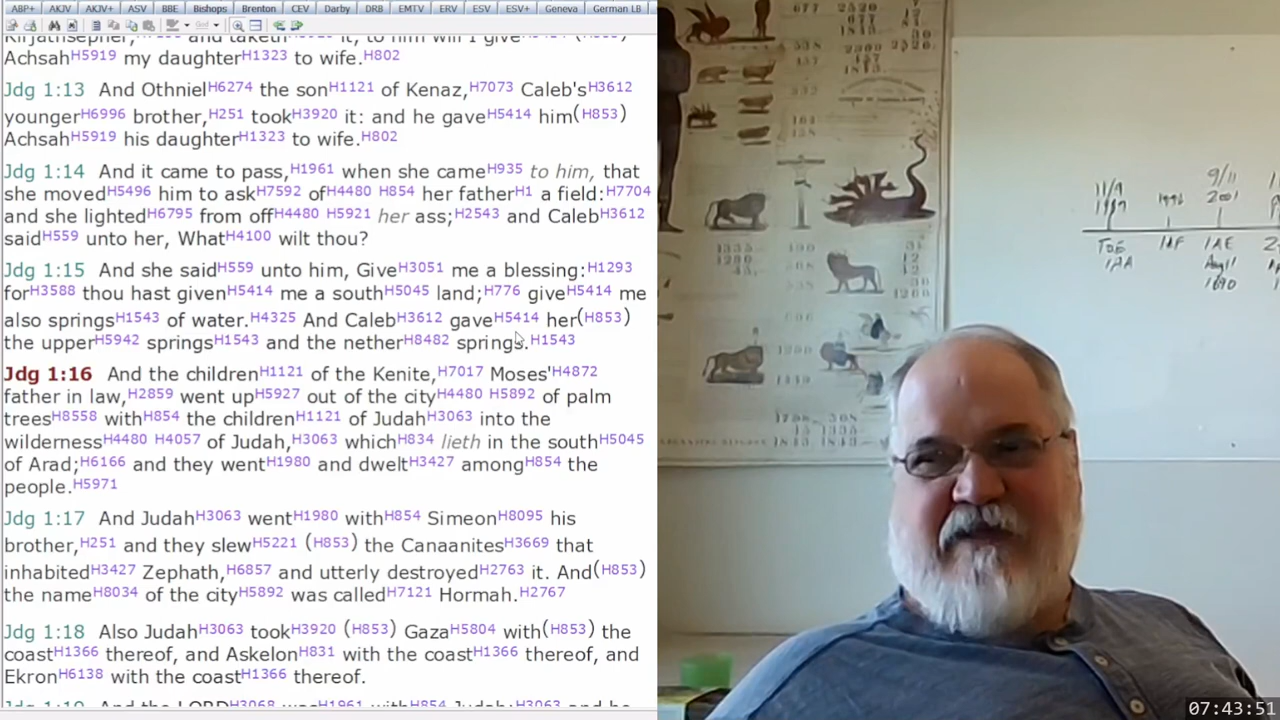 ABP+ AKJV AKJV+ ASV BBE Bishops Brenton CEV Darby DRB EMTV ERV ESV ESV+ Geneva German LB
Achsah H5919 my daughter H1323 to wife. H802
Jdg 1:13 And Othniel H6274 the son H1121 of Kenaz, H7073 Caleb's H3612
younger H6996 brother, H251 took H3920 it: and he gave H5414 him (H853)
Achsah H5919 his daughter H1323 to wife. H802
Jdg 1:14 And it came to pass, H1961 when she came H935 to him, that
she moved H5496 him to ask H7592 of H4480 H854 her father H1 a field: H7704
and she lighted H6795 from off H4480 H5921 her ass; H2543 and Caleb H3612
said H559 unto her, What H4100 wilt thou?
Jdg 1:15 And she said H559 unto him, Give H3051 me a blessing: H1293
for H3588 thou hast given H5414 me a south H5045 land; H776 give H5414 me
also springs H1543 of water. H4325 And Caleb H3612 gave H5414 her (H853)
the upper H5942 springs H1543 and the nether H8482 springs. H1543
Jdg 1:16 And the children H1121 of the Kenite, H7017 Moses' H4872
father in law, H2859 went up H5927 out of the city H4480 H5892 of palm
trees H8558 with H854 the children H1121 of Judah H3063 into the
wilderness H4480 H4057 of Judah, H3063 which H834 lieth in the south H5045
of Arad; H6166 and they went H1980 and dwelt H3427 among H854 the
people. H5971
Jdg 1:17 And Judah H3063 went H1980 with H854 Simeon H8095 his
brother, H251 and they slew H5221 (H853) the Canaanites H3669 that
inhabited H3427 Zephath, H6857 and utterly destroyed H2763 it. And (H853)
the name H8034 of the city H5892 was called H7121 Hormah. H2767
Jdg 1:18 Also Judah H3063 took H3920 (H853) Gaza H5804 with (H853) the
coast H1366 thereof, and Askelon H831 with the coast H1366 thereof, and
Ekron H6138 with the coast H1366 thereof.
677
9/11
11/9 1996 2001
1989
IAE
1290
07:43:51